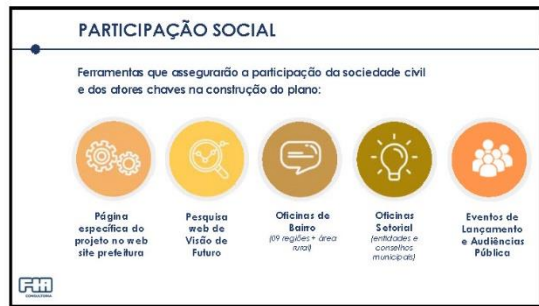 PARTICIPAÇÃO SOCIAL
Ferramentas que assegurarão a participação da sociedade civil
e dos atores chaves na construção do plano:
Página
específica do
projeto no web
site prefeitura
Pesquisa
web de
Visão de
Futuro
Oficinas de
Bairro
(09 regiões + área
rural)
Oficinas
Setorial
(entidades e
conselhos
municipais)
Eventos de
Lançamento
e Audiências
Pública
FIA
CONSULTORIA